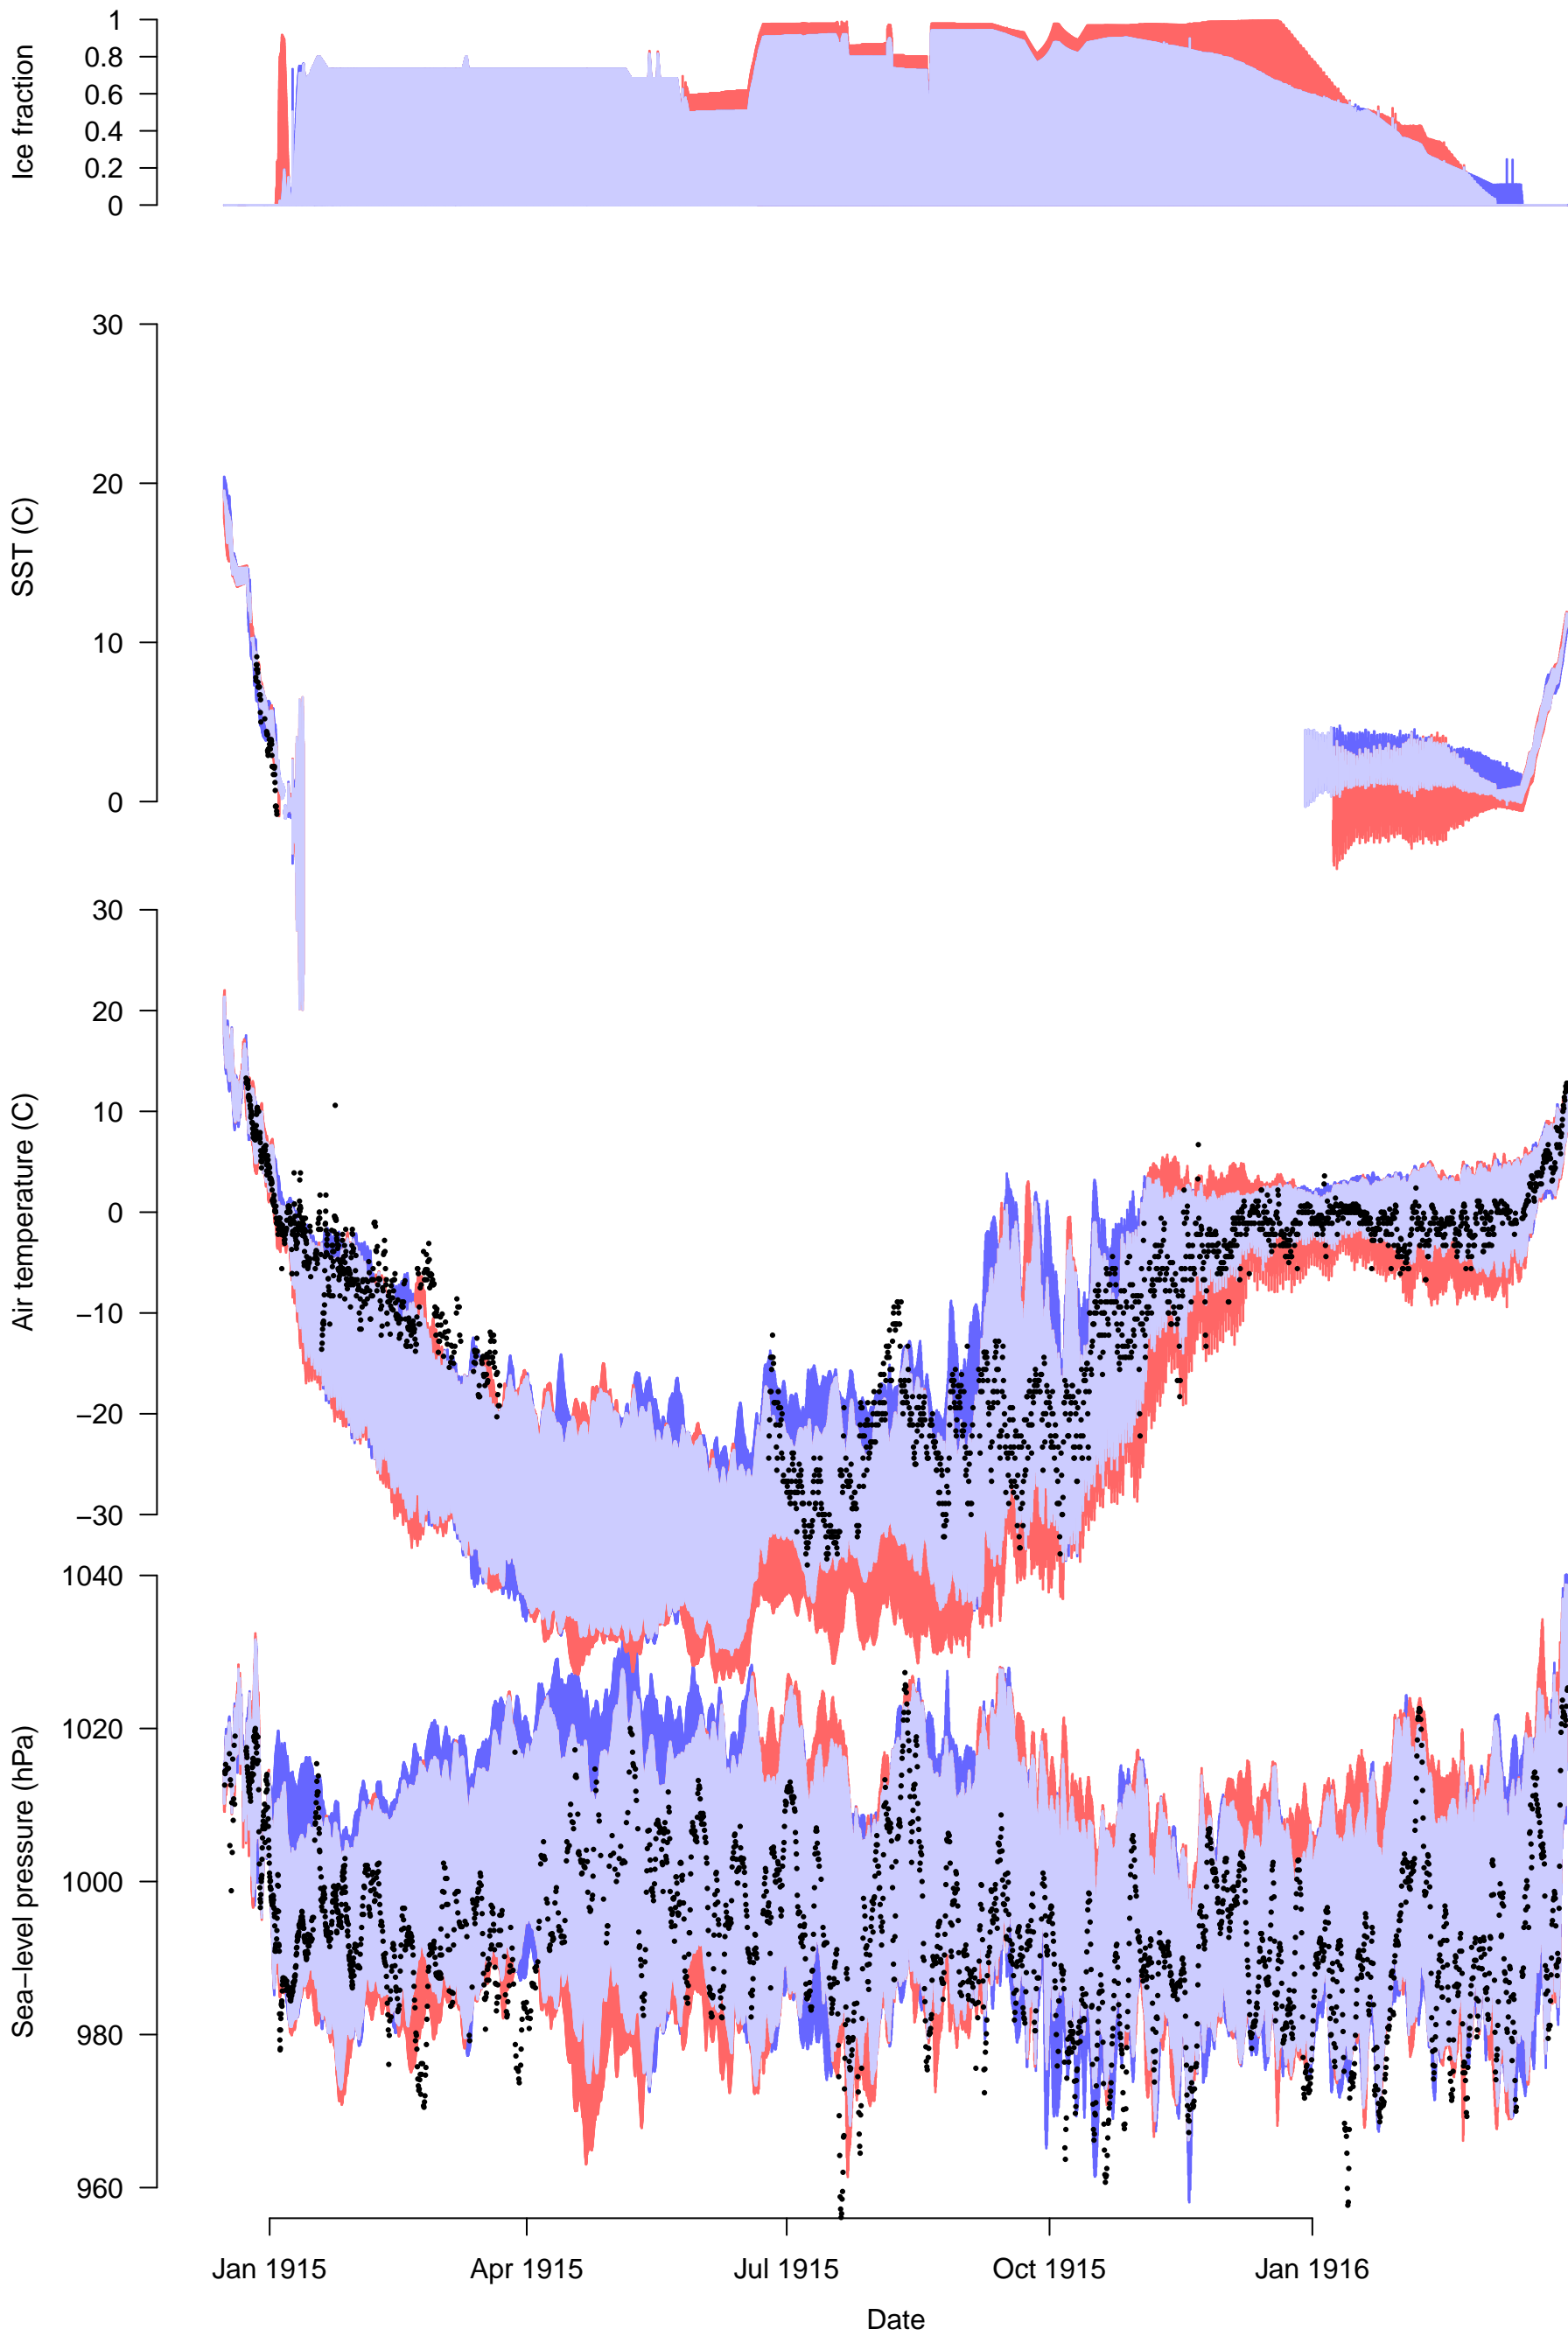 Ice fraction
1
0.8
0.6
0.4
0.2
0
SST (C)
30
20
10
0
Air temperature (C)
30
20
10
0
−10
−20
−30
Sea−level pressure (hPa)
1040
1020
1000
980
960
Jan 1915
Apr 1915
Jul 1915
Oct 1915
Jan 1916
Date